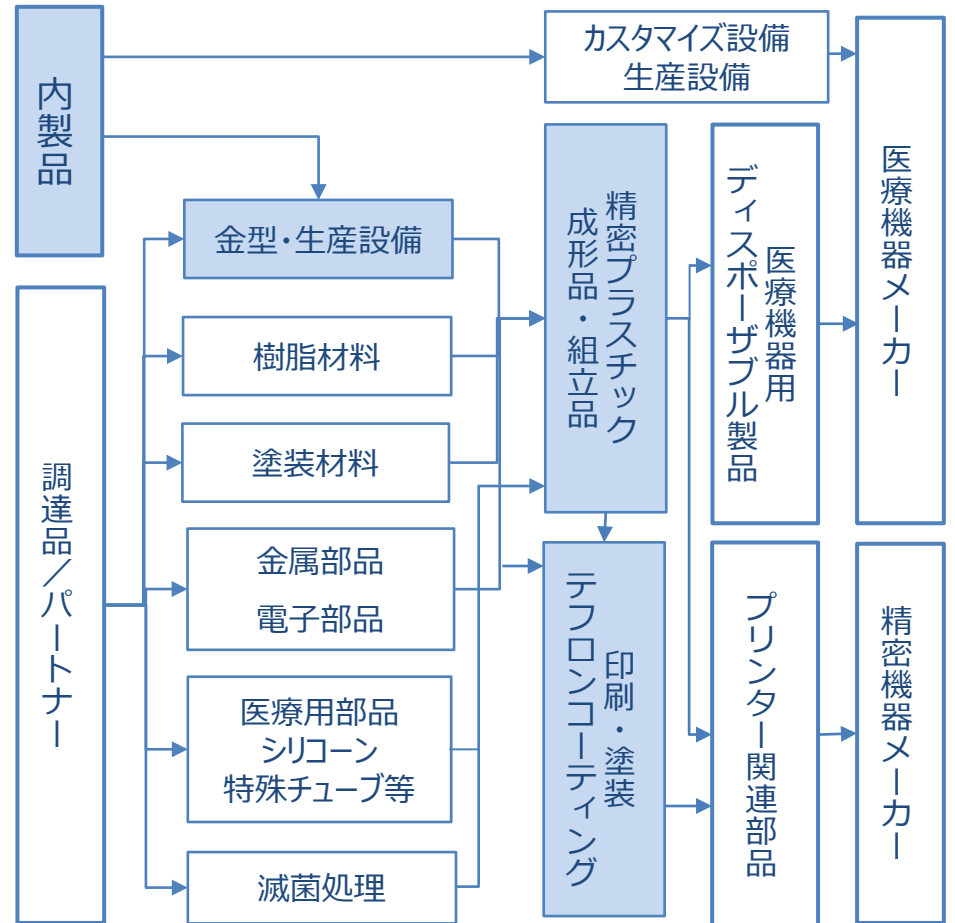 内製品
調達品／パートナー
金型・生産設備
樹脂材料
塗装材料
金属部品
電子部品
医療用部品
シリコーン
特殊チューブ等
滅菌処理
カスタマイズ設備
生産設備
精密プラスチック
成形品・組立品
印刷・塗装
テフロンコーティング
医療機器用
ディスポーザブル製品
プリンター関連部品
医療機器メーカー
精密機器メーカー